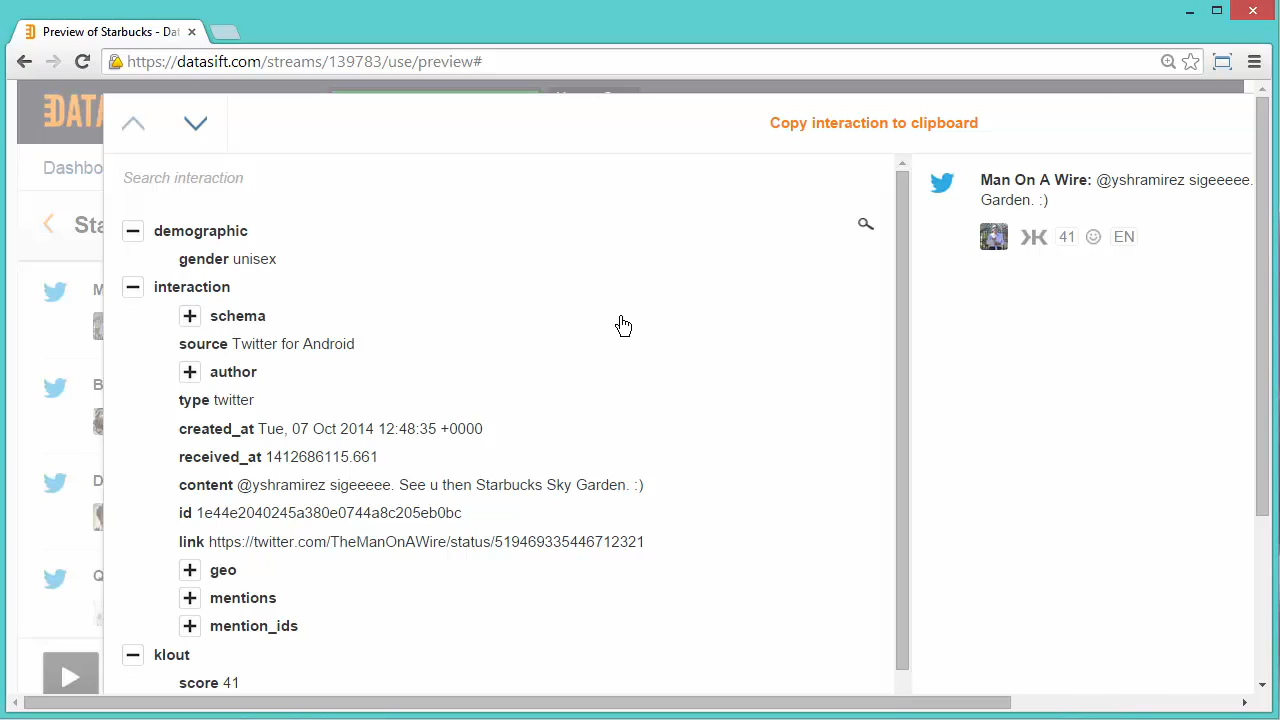 Preview of Starbucks - Dat
https://datasift.com/streams/139783/use/preview#
DATA
Copy interaction to clipboard
Dashbo
Search interaction
Man On A Wire: @yshramirez sigeeeee.
Garden. :)
Sta
demographic
gender unisex
41
EN
interaction
schema
source Twitter for Android
author
type twitter
created_at Tue, 07 Oct 2014 12:48:35 +0000
received_at 1412686115.661
content @yshramirez sigeeeee. See u then Starbucks Sky Garden. :)
id 1e44e2040245a380e0744a8c205eb0bc
link https://twitter.com/TheManOnAWire/status/519469335446712321
geo
mentions
mention_ids
klout
score 41
M
B
D
Q